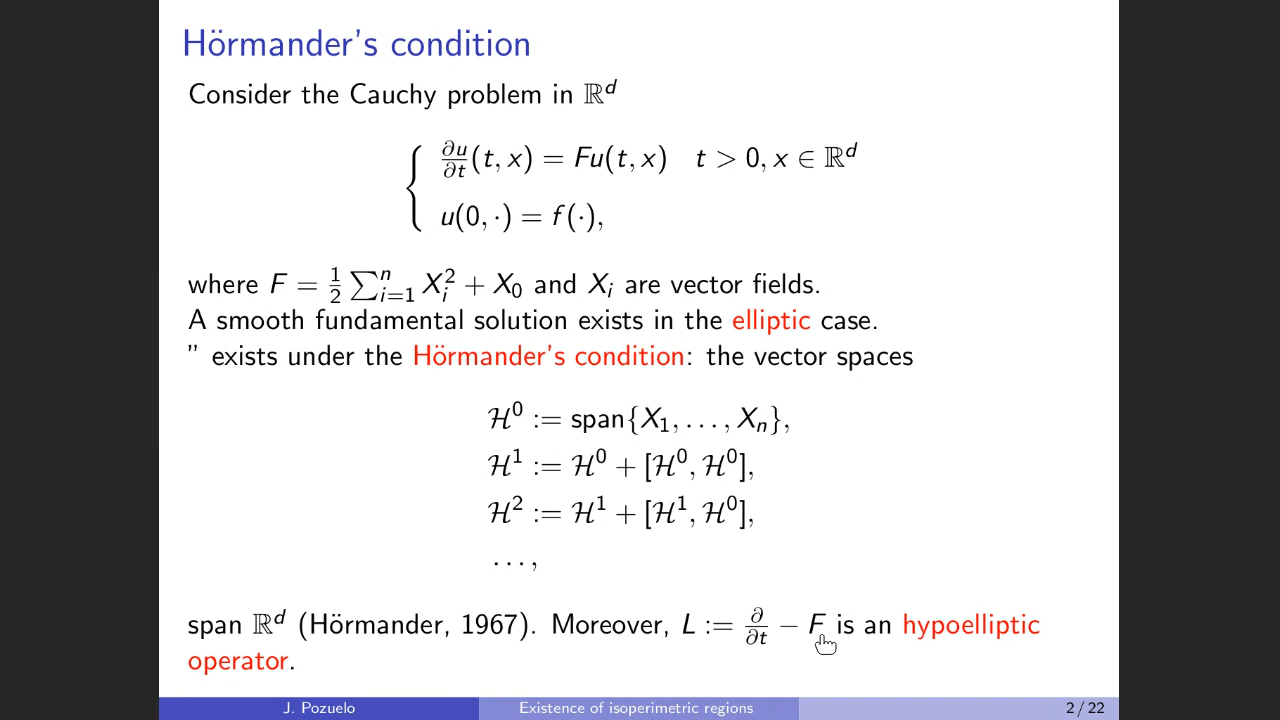 Hörmander's condition
Consider the Cauchy problem in ℝ^d
{ ∂u/∂t (t, x) = Fu(t, x)   t > 0, x ∈ ℝ^d
u(0, ·) = f(·),
where F = 1/2 ∑_{i=1}^n X_i^2 + X_0 and X_i are vector fields.
A smooth fundamental solution exists in the elliptic case.
” exists under the Hörmander's condition: the vector spaces
ℋ^0 := span{X_1, . . . , X_n},
ℋ^1 := ℋ^0 + [ℋ^0, ℋ^0],
ℋ^2 := ℋ^1 + [ℋ^1, ℋ^0],
. . . ,
span ℝ^d (Hörmander, 1967). Moreover, L := ∂/∂t − F is an hypoelliptic
operator.
J. Pozuelo   Existence of isoperimetric regions   2 / 22